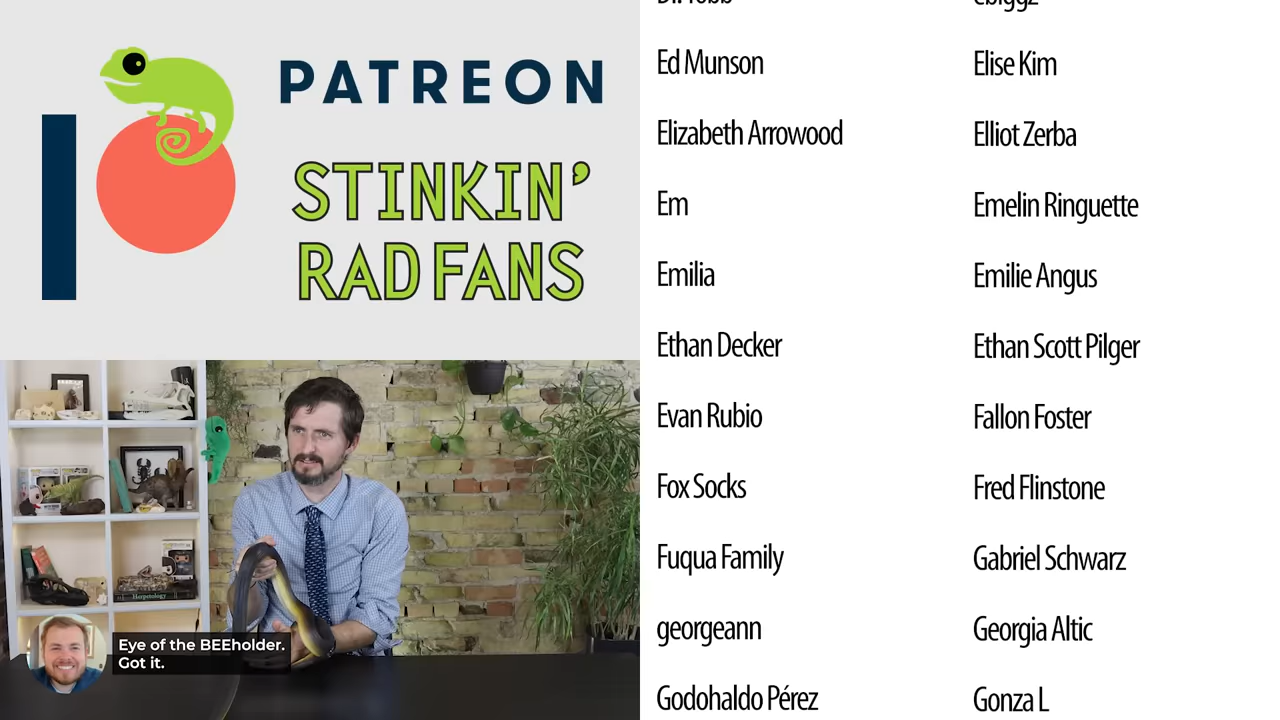 PATREON
STINKIN'
RAD FANS
Herpetology
Eye of the BEEholder.
Got it.
Ed Munson
Elise Kim
Elizabeth Arrowood
Elliot Zerba
Em
Emelin Ringuette
Emilia
Emilie Angus
Ethan Decker
Ethan Scott Pilger
Evan Rubio
Fallon Foster
Fox Socks
Fred Flinstone
Fuqua Family
Gabriel Schwarz
georgeann
Georgia Altic
Godohaldo Pérez
Gonza L